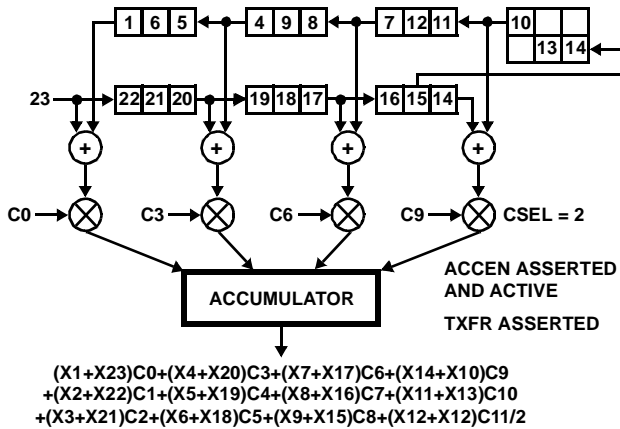 1 6 5 4 9 8 7 12 11 10
13 14
23 22 21 20 19 18 17 16 15 14
+ + + +
C0 C3 C6 C9 CSEL = 2
ACCEN ASSERTED
AND ACTIVE
ACCUMULATOR
TXFR ASSERTED
(X1+X23)C0+(X4+X20)C3+(X7+X17)C6+(X14+X10)C9
+(X2+X22)C1+(X5+X19)C4+(X8+X16)C7+(X11+X13)C10
+(X3+X21)C2+(X6+X18)C5+(X9+X15)C8+(X12+X12)C11/2